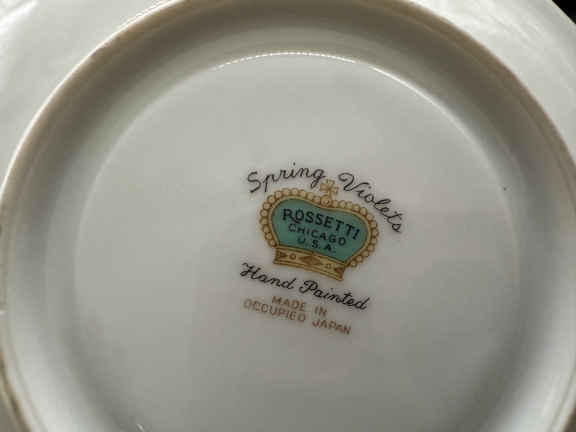 Spring Violets
ROSSETTI
CHICAGO
U.S.A.
Hand Painted
MADE IN
OCCUPIED JAPAN